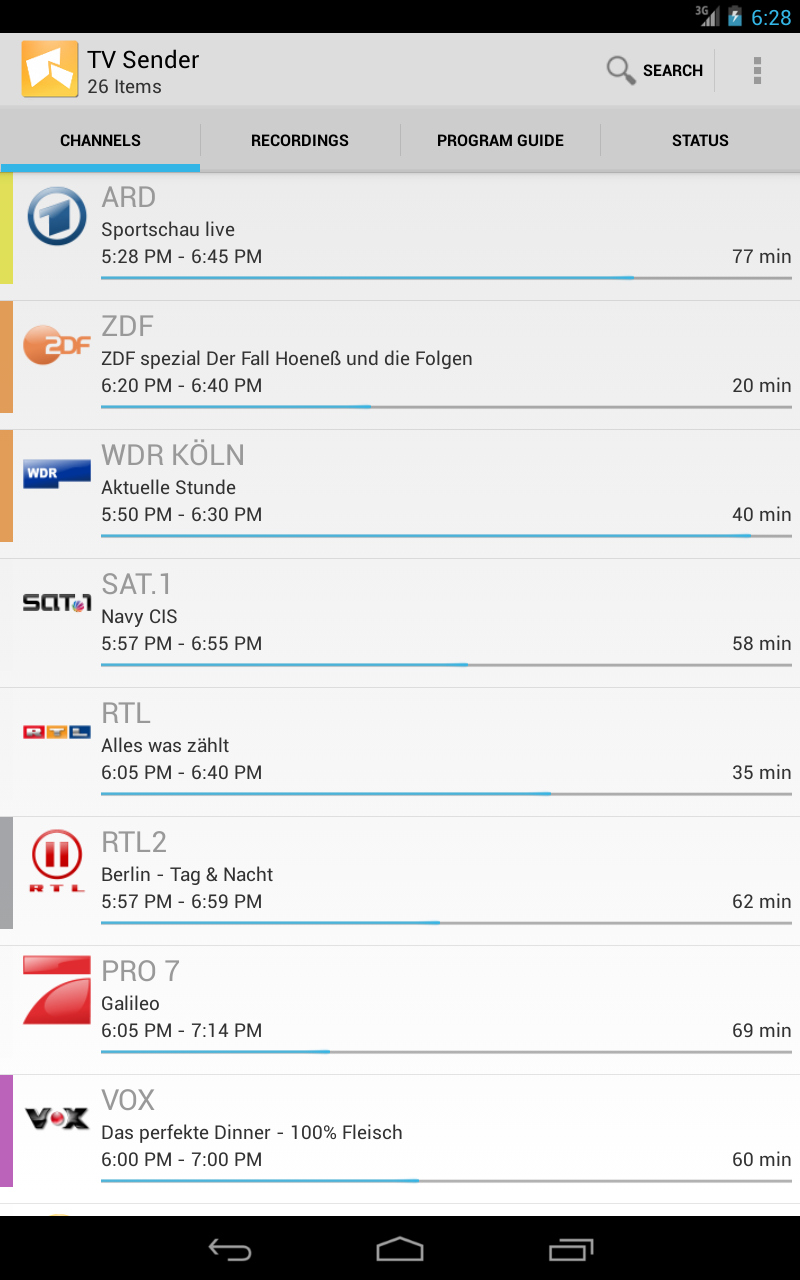 3G 6:28
TV Sender
26 Items
SEARCH
CHANNELS RECORDINGS PROGRAM GUIDE STATUS
1 ARD
Sportschau live
5:28 PM - 6:45 PM 77 min
ZDF ZDF
ZDF spezial Der Fall Hoeneß und die Folgen
6:20 PM - 6:40 PM 20 min
WDR WDR KÖLN
Aktuelle Stunde
5:50 PM - 6:30 PM 40 min
SAT.1 SAT.1
Navy CIS
5:57 PM - 6:55 PM 58 min
RTL RTL
Alles was zählt
6:05 PM - 6:40 PM 35 min
RTL2
Berlin - Tag & Nacht
RTL
5:57 PM - 6:59 PM 62 min
7 PRO 7
Galileo
6:05 PM - 7:14 PM 69 min
VOX VOX
Das perfekte Dinner - 100% Fleisch
6:00 PM - 7:00 PM 60 min